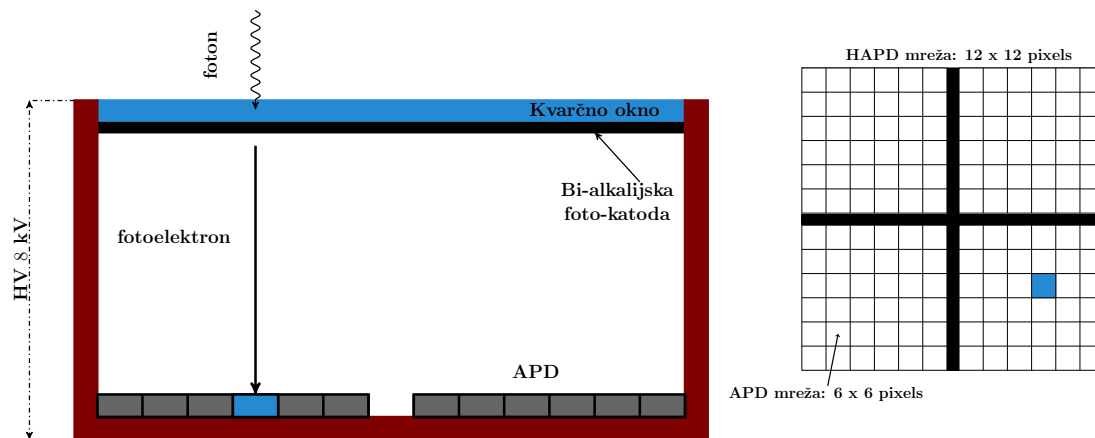 foton
Kvarčno okno
Bi-alkalijska
foto-katoda
fotoelektron
HV 8 kV
APD
HAPD mreža: 12 x 12 pixels
APD mreža: 6 x 6 pixels